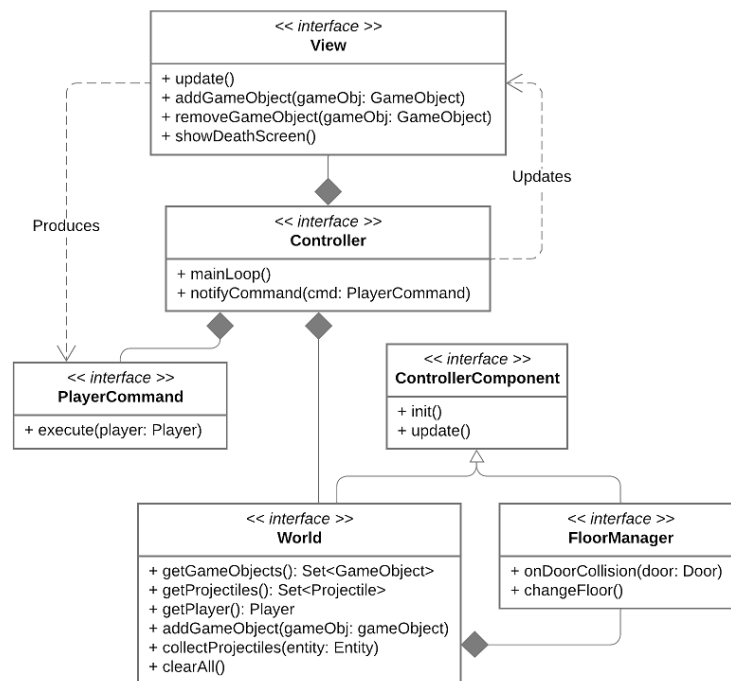 << interface >>
View
+ update()
+ addGameObject(gameObj: GameObject)
+ removeGameObject(gameObj: GameObject)
+ showDeathScreen()
Updates
Produces
<< interface >>
Controller
+ mainLoop()
+ notifyCommand(cmd: PlayerCommand)
<< interface >>
PlayerCommand
+ execute(player: Player)
<< interface >>
ControllerComponent
+ init()
+ update()
<< interface >>
World
+ getGameObjects(): Set<GameObject>
+ getProjectiles(): Set<Projectile>
+ getPlayer(): Player
+ addGameObject(gameObj: gameObject)
+ collectProjectiles(entity: Entity)
+ clearAll()
<< interface >>
FloorManager
+ onDoorCollision(door: Door)
+ changeFloor()